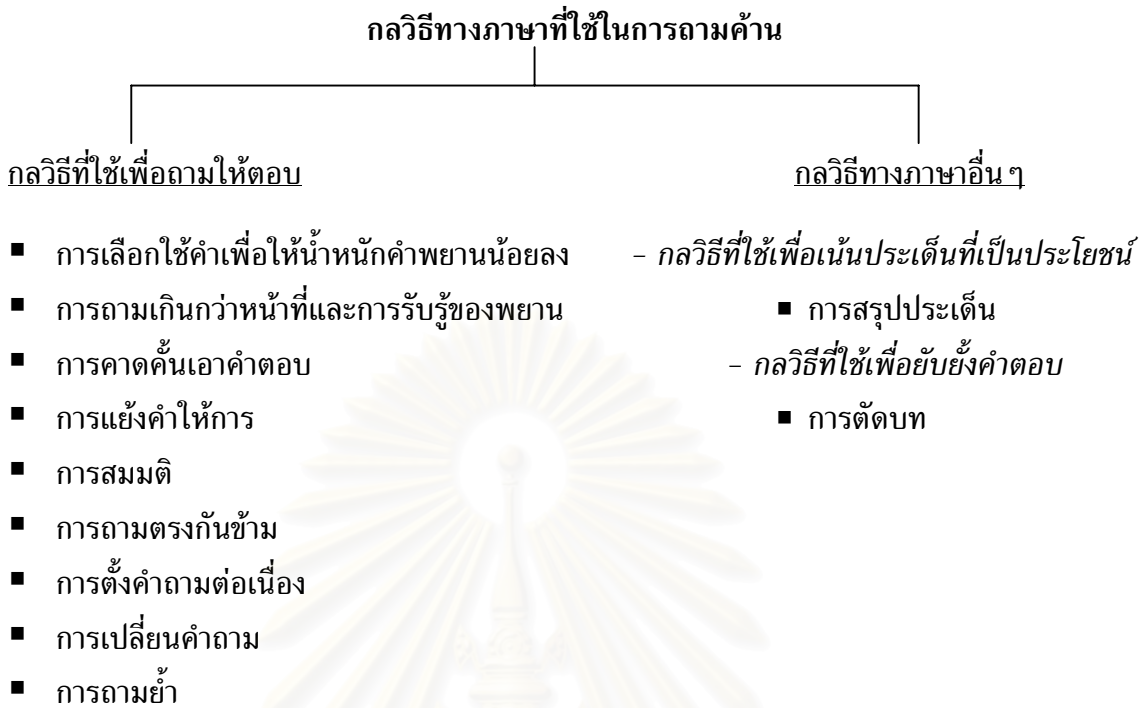 กลวิธีทางภาษาที่ใช้ในการถามค้าน
กลวิธีที่ใช้เพื่อถามให้ตอบ
▪ การเลือกใช้คำเพื่อให้น้ำหนักคำพยานน้อยลง
▪ การถามเกินกว่าหน้าที่และการรับรู้ของพยาน
▪ การคาดคั้นเอาคำตอบ
▪ การแย้งคำให้การ
▪ การสมมติ
▪ การถามตรงกันข้าม
▪ การตั้งคำถามต่อเนื่อง
▪ การเปลี่ยนคำถาม
▪ การถามย้ำ
กลวิธีทางภาษาอื่น ๆ
- กลวิธีที่ใช้เพื่อเน้นประเด็นที่เป็นประโยชน์
▪ การสรุปประเด็น
- กลวิธีที่ใช้เพื่อยับยั้งคำตอบ
▪ การตัดบท